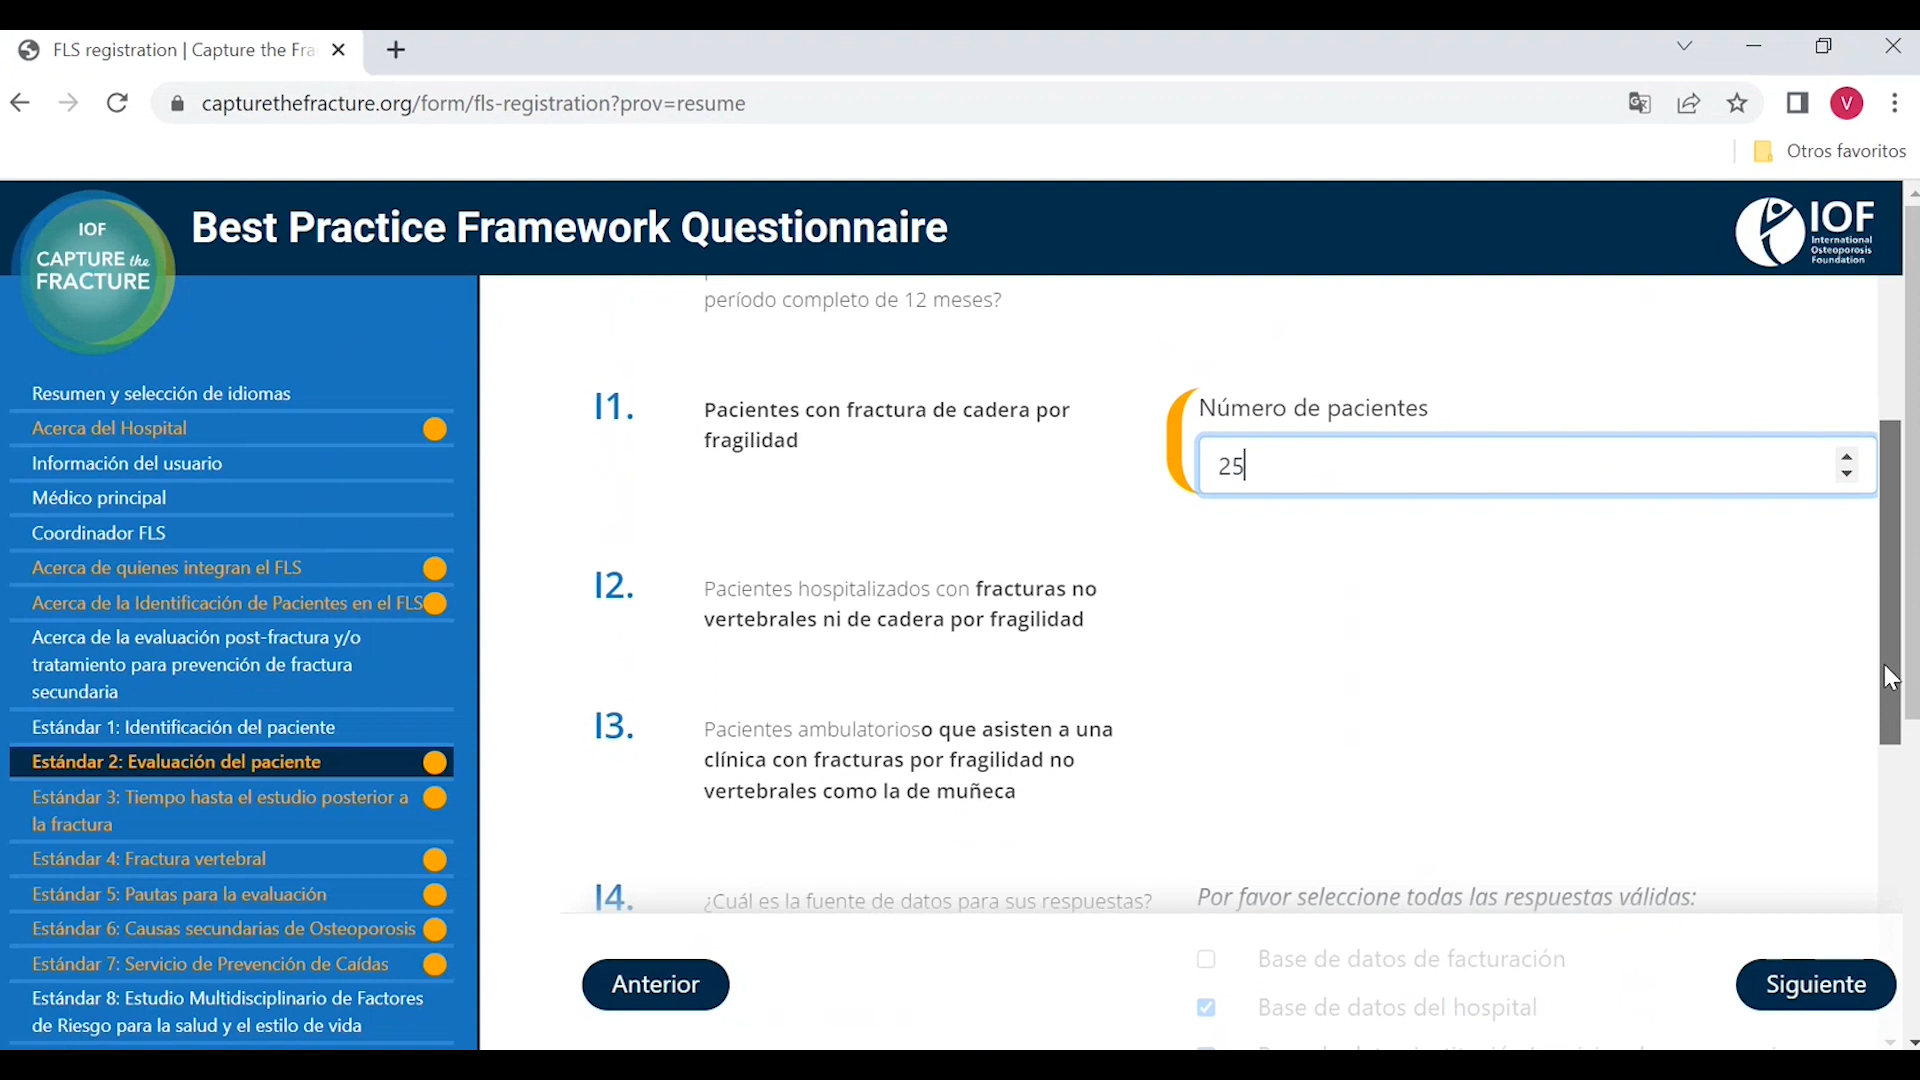 FLS registration | Capture the Fra
capturethefracture.org/form/fls-registration?prov=resume
V
Otros favoritos
IOF
CAPTURE the
FRACTURE
Best Practice Framework Questionnaire
IOF
International
Osteoporosis
Foundation
Resumen y selección de idiomas
Acerca del Hospital
Información del usuario
Médico principal
Coordinador FLS
Acerca de quienes integran el FLS
Acerca de la Identificación de Pacientes en el FLS
Acerca de la evaluación post-fractura y/o
tratamiento para prevención de fractura
secundaria
Estándar 1: Identificación del paciente
Estándar 2: Evaluación del paciente
Estándar 3: Tiempo hasta el estudio posterior a
la fractura
Estándar 4: Fractura vertebral
Estándar 5: Pautas para la evaluación
Estándar 6: Causas secundarias de Osteoporosis
Estándar 7: Servicio de Prevención de Caídas
Estándar 8: Estudio Multidisciplinario de Factores
de Riesgo para la salud y el estilo de vida
período completo de 12 meses?
I1.
Pacientes con fractura de cadera por
fragilidad
Número de pacientes
25
I2.
Pacientes hospitalizados con fracturas no
vertebrales ni de cadera por fragilidad
I3.
Pacientes ambulatorioso que asisten a una
clínica con fracturas por fragilidad no
vertebrales como la de muñeca
I4.
¿Cuál es la fuente de datos para sus respuestas?
Por favor seleccione todas las respuestas válidas:
Base de datos de facturación
Base de datos del hospital
Anterior
Siguiente